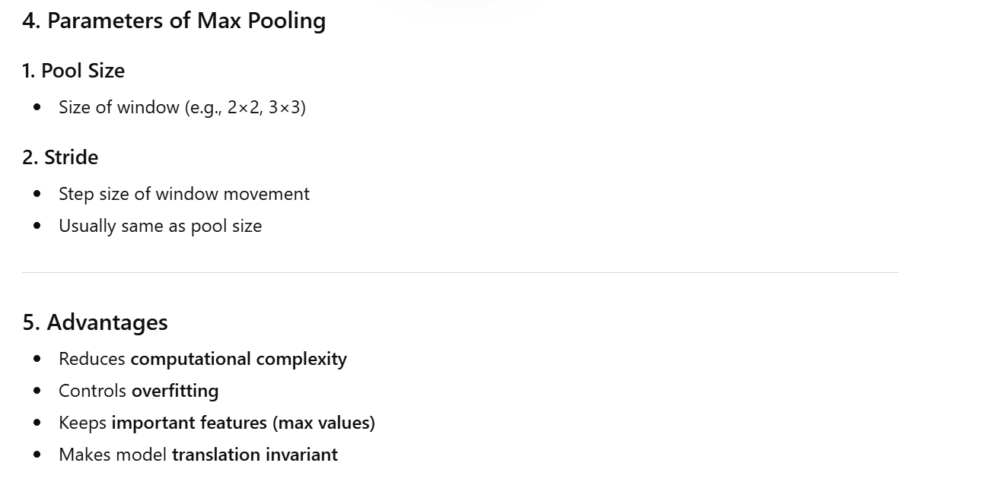 4. Parameters of Max Pooling
1. Pool Size
• Size of window (e.g., 2×2, 3×3)
2. Stride
• Step size of window movement
• Usually same as pool size
5. Advantages
• Reduces computational complexity
• Controls overfitting
• Keeps important features (max values)
• Makes model translation invariant